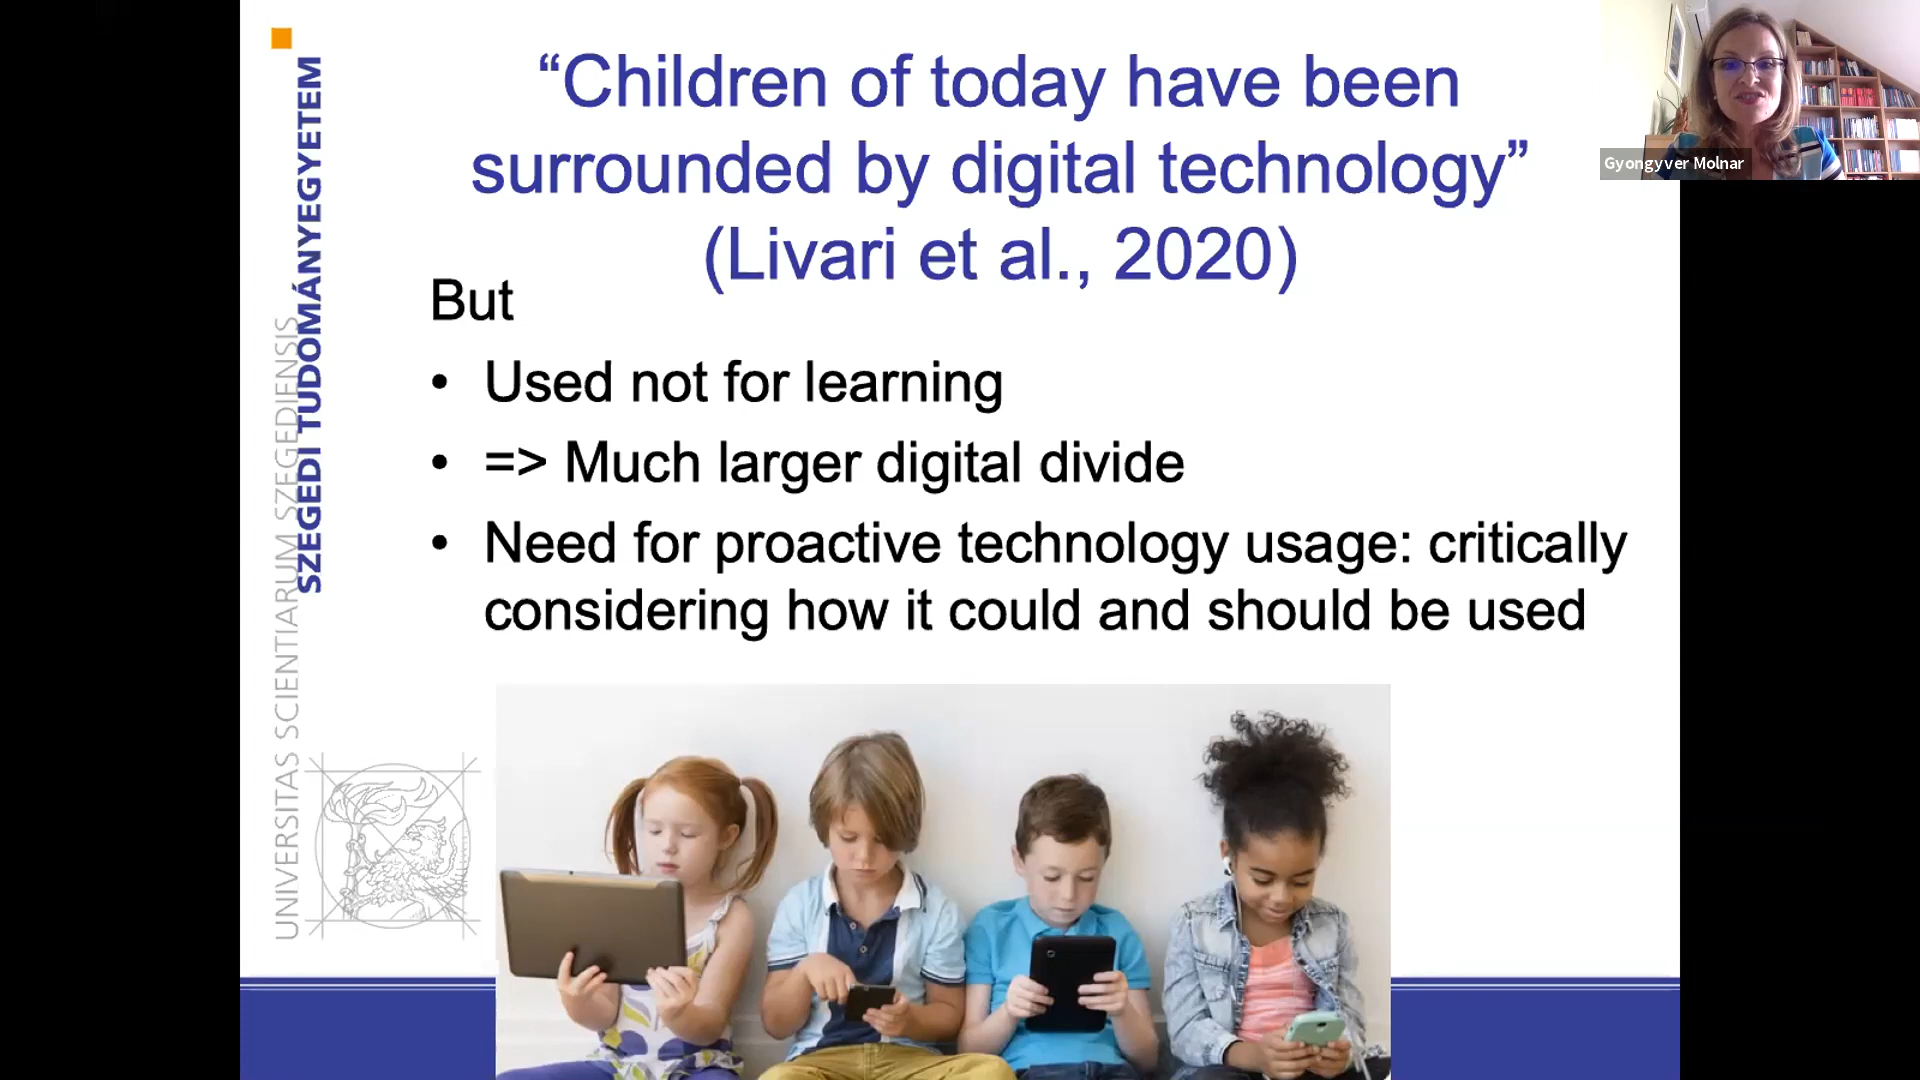 “Children of today have been
surrounded by digital technology”
(Livari et al., 2020)
But
• Used not for learning
• => Much larger digital divide
• Need for proactive technology usage: critically
considering how it could and should be used
SZEGEDI TUDOMÁNYEGYETEM
UNIVERSITAS SCIENTIARUM SZEGEDIENSIS
Gyongyver Molnar